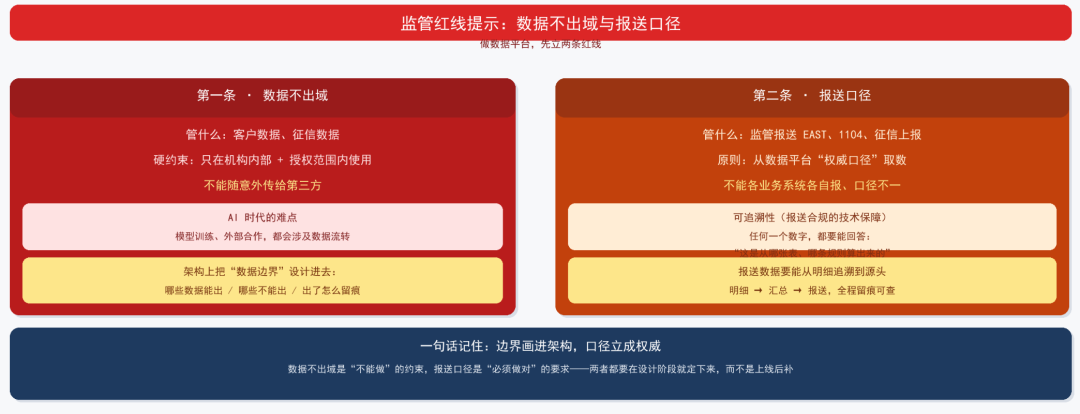 监管红线提示：数据不出域与报送口径
做数据平台，先立两条红线
第一条 · 数据不出域
管什么：客户数据、征信数据
硬约束：只在机构内部 + 授权范围内使用
不能随意外传给第三方
AI 时代的难点
模型训练、外部合作，都会涉及数据流转
架构上把“数据边界”设计进去：
哪些数据能出 / 哪些不能出 / 出了怎么留痕
第二条 · 报送口径
管什么：监管报送 EAST、1104、征信上报
原则：从数据平台“权威口径”取数
不能各业务系统各自报、口径不一
可追溯性（报送合规的技术保障）
任何一个数字，都要能回答：
“这是从哪张表、哪条规则算出来的”
报送数据要能从明细追溯到源头
明细 → 汇总 → 报送，全程留痕可查
一句话记住：边界画进架构，口径立成权威
数据不出域是“不能做”的约束，报送口径是“必须做对”的要求——两者都要在设计阶段就定下来，而不是上线后补